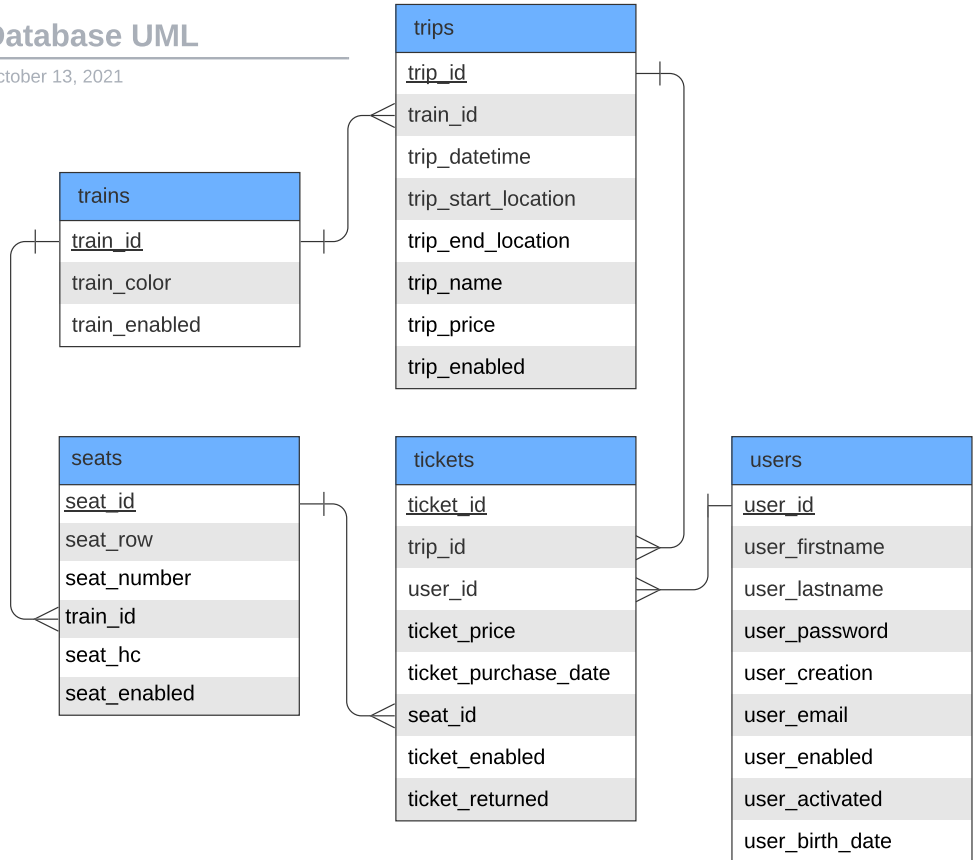 Database UML
ctober 13, 2021
trips
trip_id
train_id
trip_datetime
trip_start_location
trip_end_location
trip_name
trip_price
trip_enabled
trains
train_id
train_color
train_enabled
seats
seat_id
seat_row
seat_number
train_id
seat_hc
seat_enabled
tickets
ticket_id
trip_id
user_id
ticket_price
ticket_purchase_date
seat_id
ticket_enabled
ticket_returned
users
user_id
user_firstname
user_lastname
user_password
user_creation
user_email
user_enabled
user_activated
user_birth_date